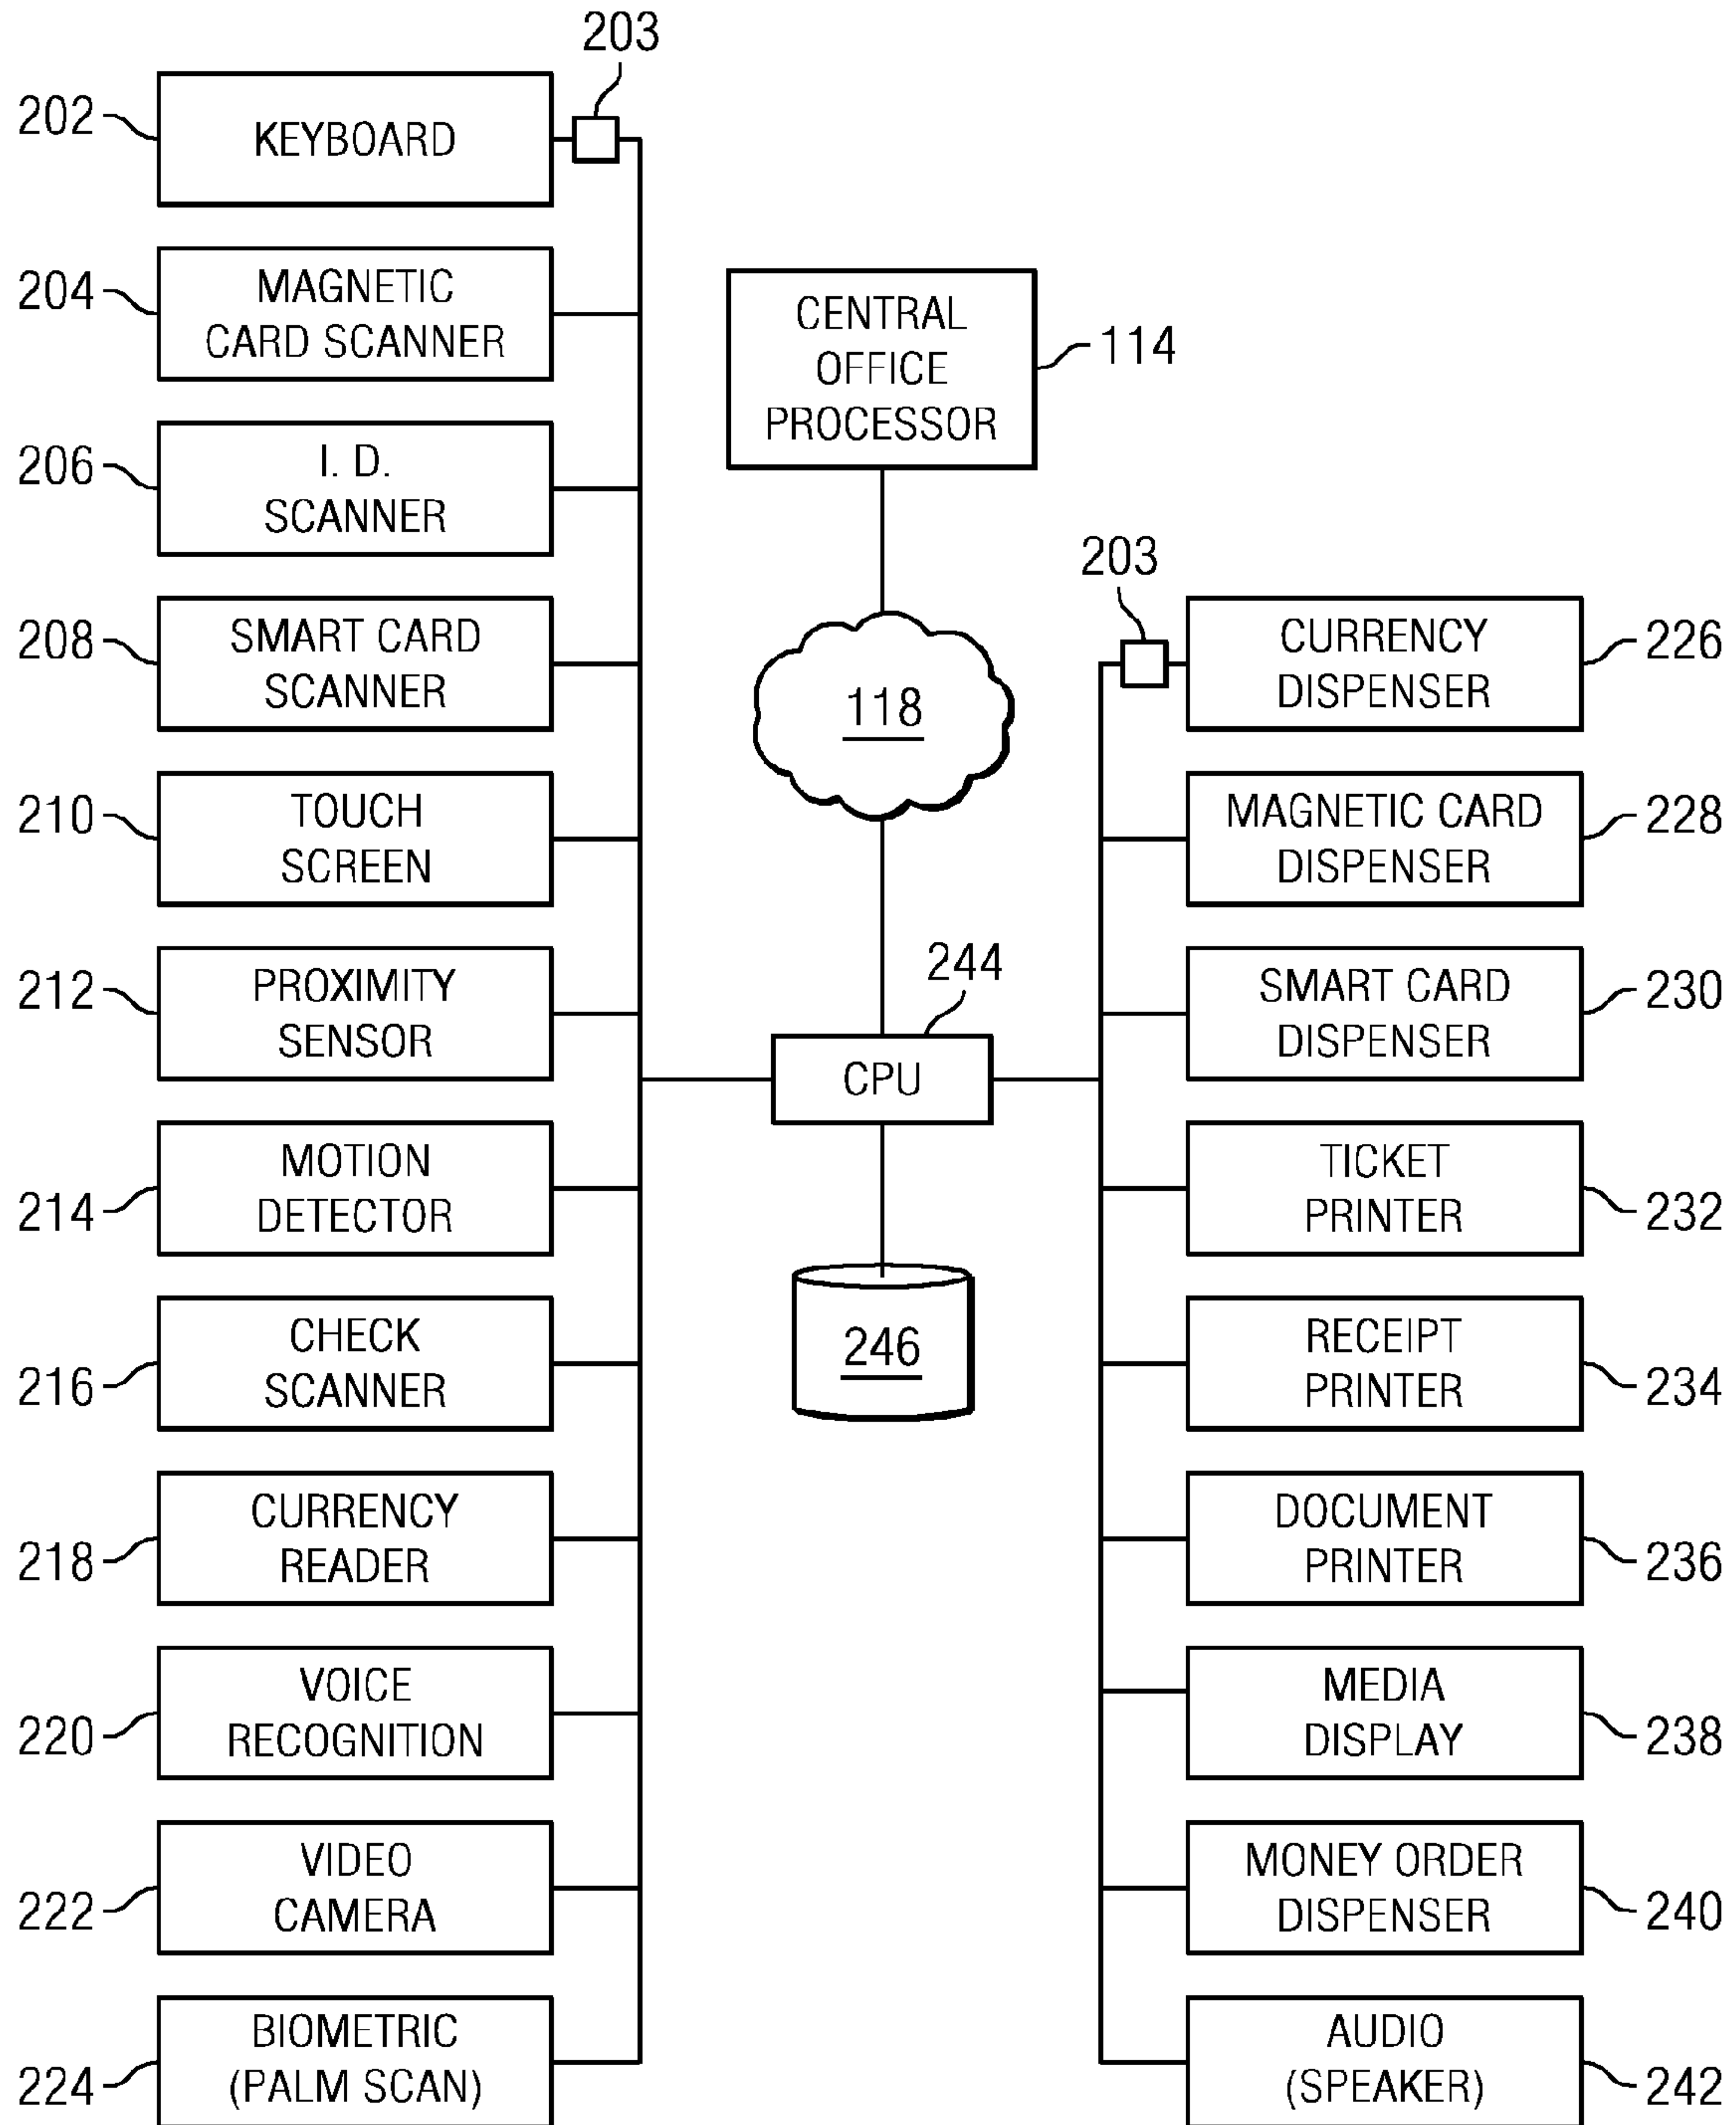 203
202
KEYBOARD
204
MAGNETIC
CARD SCANNER
206
I. D.
SCANNER
208
SMART CARD
SCANNER
210
TOUCH
SCREEN
212
PROXIMITY
SENSOR
214
MOTION
DETECTOR
216
CHECK
SCANNER
218
CURRENCY
READER
220
VOICE
RECOGNITION
222
VIDEO
CAMERA
224
BIOMETRIC
(PALM SCAN)
CENTRAL
OFFICE
PROCESSOR
114
118
244
CPU
246
203
CURRENCY
DISPENSER
226
MAGNETIC CARD
DISPENSER
228
SMART CARD
DISPENSER
230
TICKET
PRINTER
232
RECEIPT
PRINTER
234
DOCUMENT
PRINTER
236
MEDIA
DISPLAY
238
MONEY ORDER
DISPENSER
240
AUDIO
(SPEAKER)
242